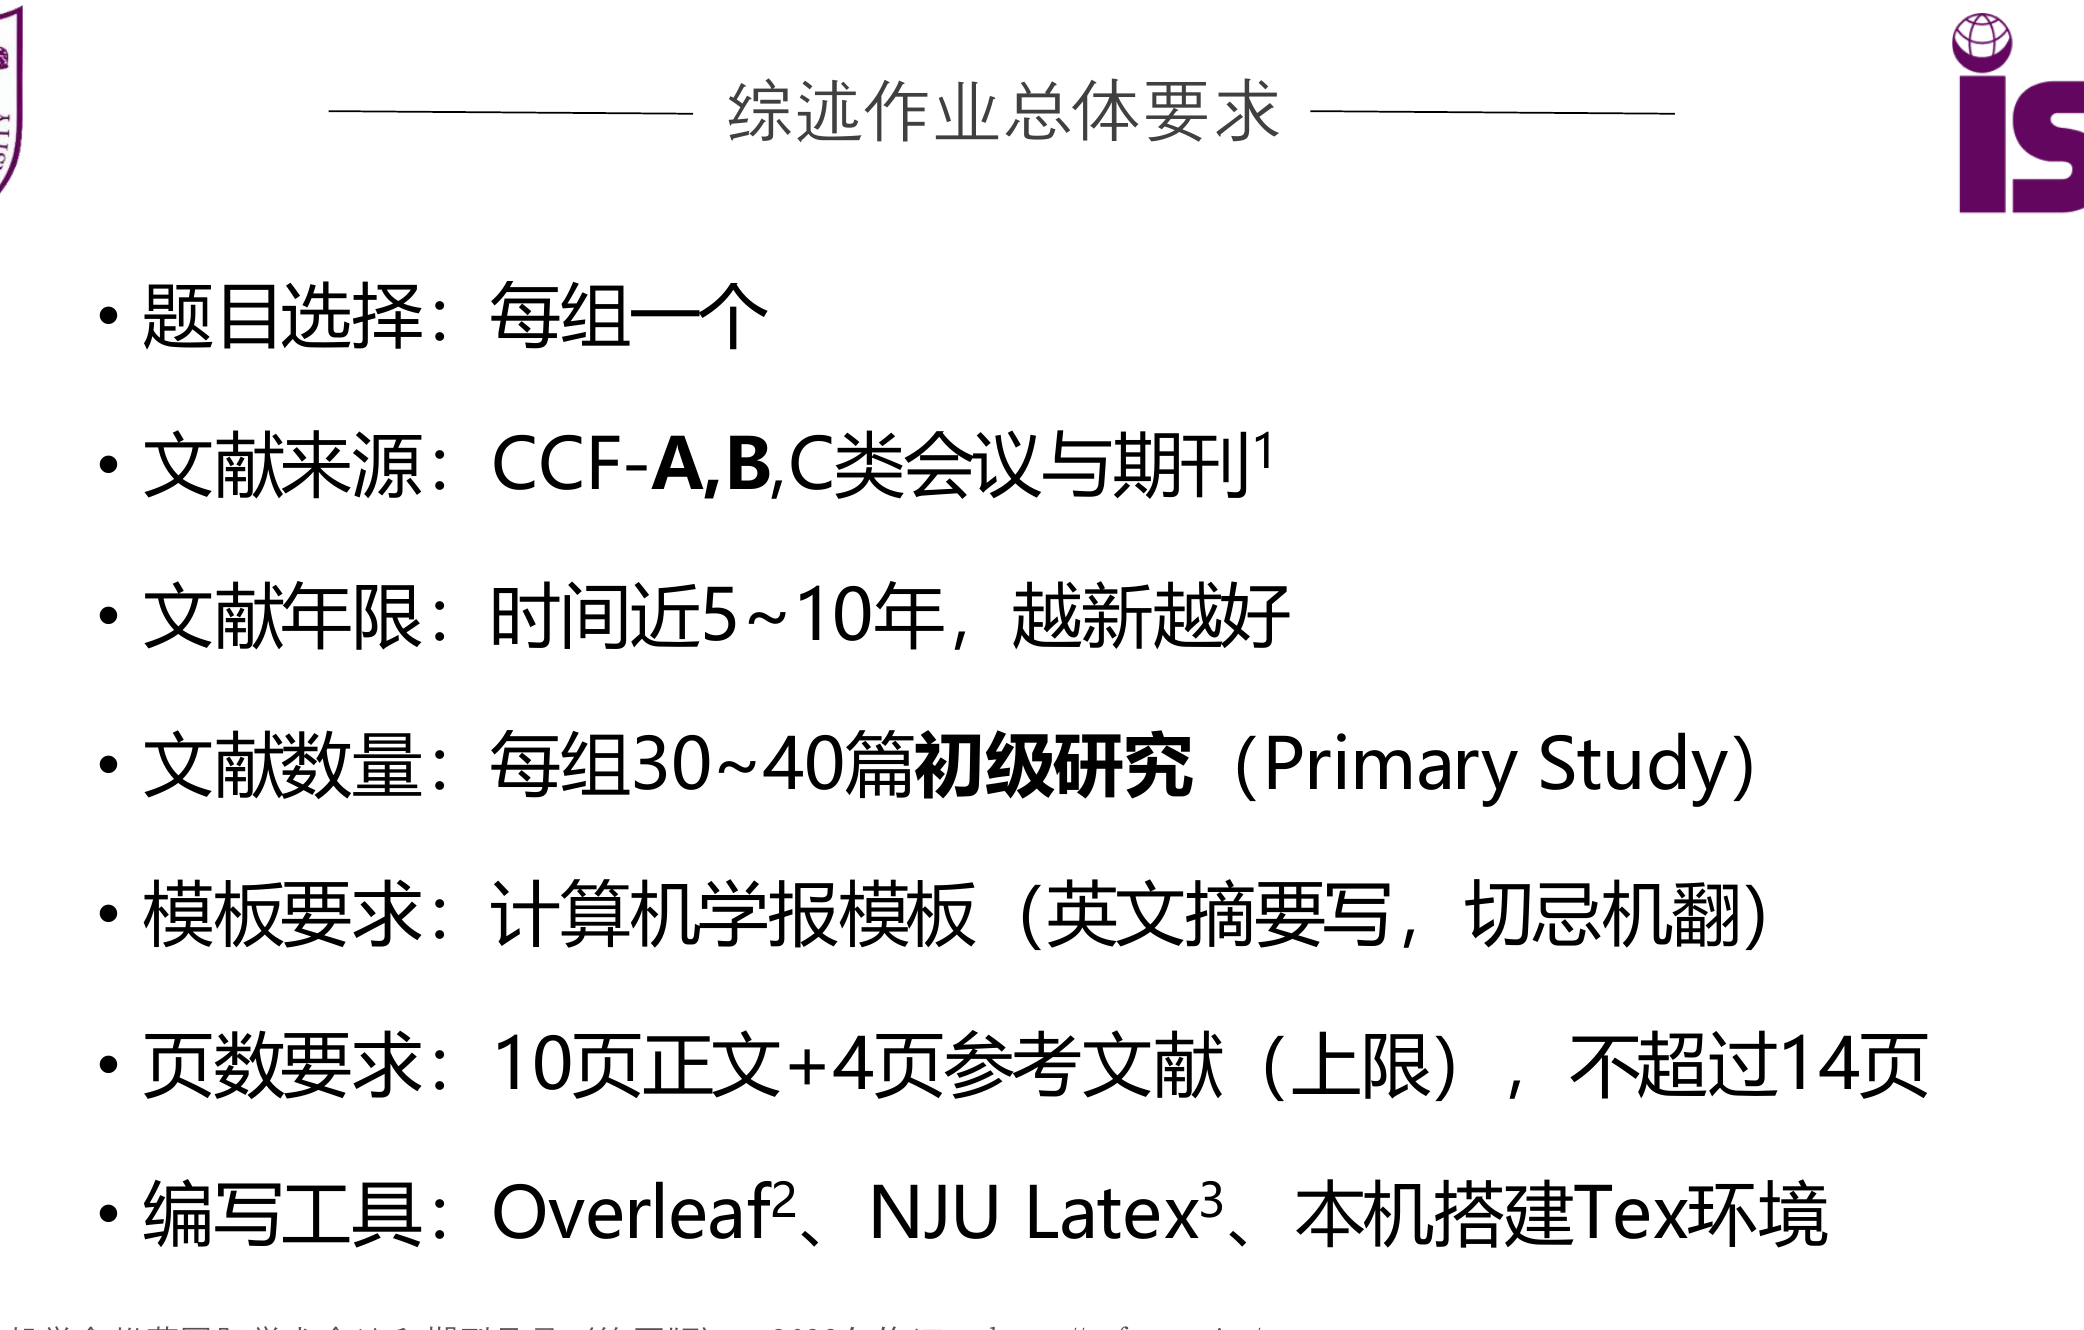 综述作业总体要求
• 题目选择：每组一个
• 文献来源：CCF-A,B,C类会议与期刊1
• 文献年限：时间近5~10年，越新越好
• 文献数量：每组30~40篇初级研究（Primary Study）
• 模板要求：计算机学报模板（英文摘要写，切忌机翻）
• 页数要求：10页正文+4页参考文献（上限），不超过14页
• 编写工具：Overleaf2、NJU Latex3、本机搭建Tex环境